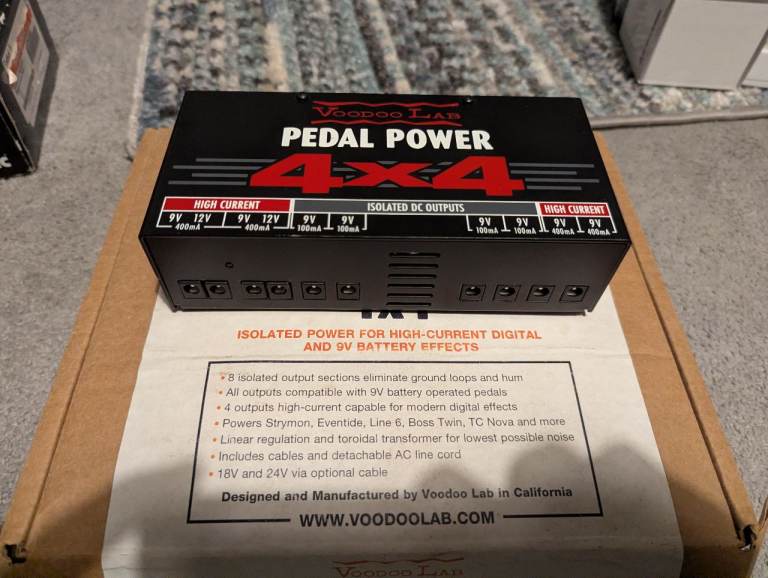 VOODOO LAB
PEDAL POWER
4x4
HIGH CURRENT ISOLATED DC OUTPUTS HIGH CURRENT
9V 12V 9V 12V 9V 9V 9V 9V 9V 9V
400mA 400mA 100mA 100mA 100mA 100mA 400mA 400mA
4x4
ISOLATED POWER FOR HIGH-CURRENT DIGITAL
AND 9V BATTERY EFFECTS
• 8 isolated output sections eliminate ground loops and hum
• All outputs compatible with 9V battery operated pedals
• 4 outputs high-current capable for modern digital effects
• Powers Strymon, Eventide, Line 6, Boss Twin, TC Nova and more
• Linear regulation and toroidal transformer for lowest possible noise
• Includes cables and detachable AC line cord
• 18V and 24V via optional cable
Designed and Manufactured by Voodoo Lab in California
WWW.VOODOOLAB.COM
VOODOO LAB